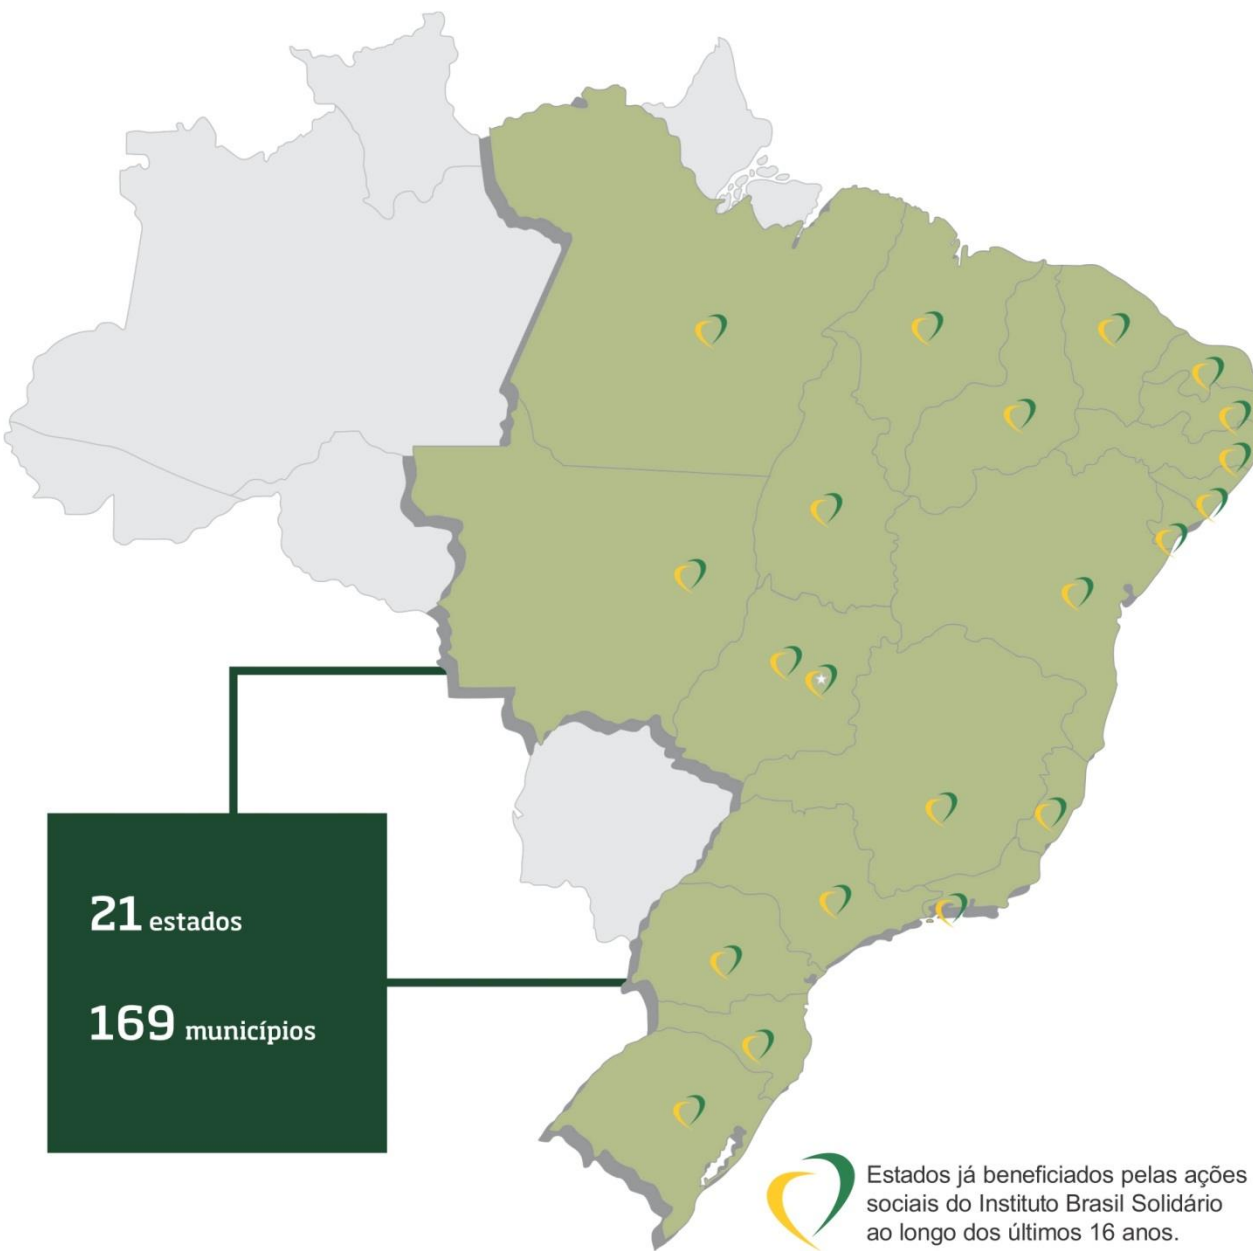 21 estados
169 municípios
Estados já beneficiados pelas ações
sociais do Instituto Brasil Solidário
ao longo dos últimos 16 anos.